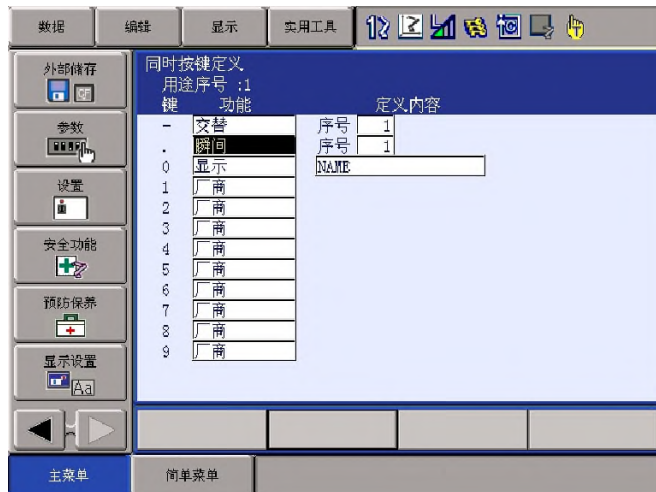 数据 编辑 显示 实用工具
外部储存
CF
参数
设置
安全功能
预防保养
显示设置
Aa
同时按键定义
用途序号 :1
键 功能 定义内容
- 交替 序号 1
. 瞬间 序号 1
0 显示 NAME
1 厂商
2 厂商
3 厂商
4 厂商
5 厂商
6 厂商
7 厂商
8 厂商
9 厂商
主菜单 简单菜单